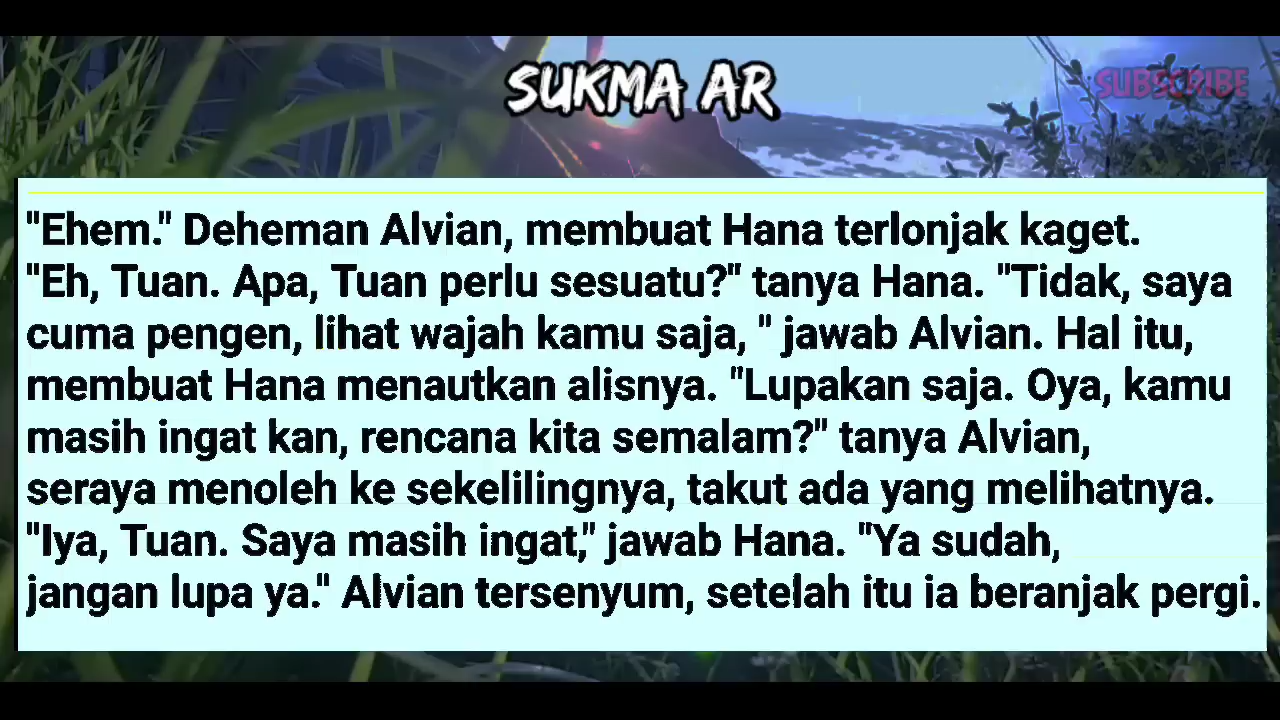 SUKMA AR
SUBSCRIBE
"Ehem." Deheman Alvian, membuat Hana terlonjak kaget.
"Eh, Tuan. Apa, Tuan perlu sesuatu?" tanya Hana. "Tidak, saya
cuma pengen, lihat wajah kamu saja, " jawab Alvian. Hal itu,
membuat Hana menautkan alisnya. "Lupakan saja. Oya, kamu
masih ingat kan, rencana kita semalam?" tanya Alvian,
seraya menoleh ke sekelilingnya, takut ada yang melihatnya.
"Iya, Tuan. Saya masih ingat," jawab Hana. "Ya sudah,
jangan lupa ya." Alvian tersenyum, setelah itu ia beranjak pergi.